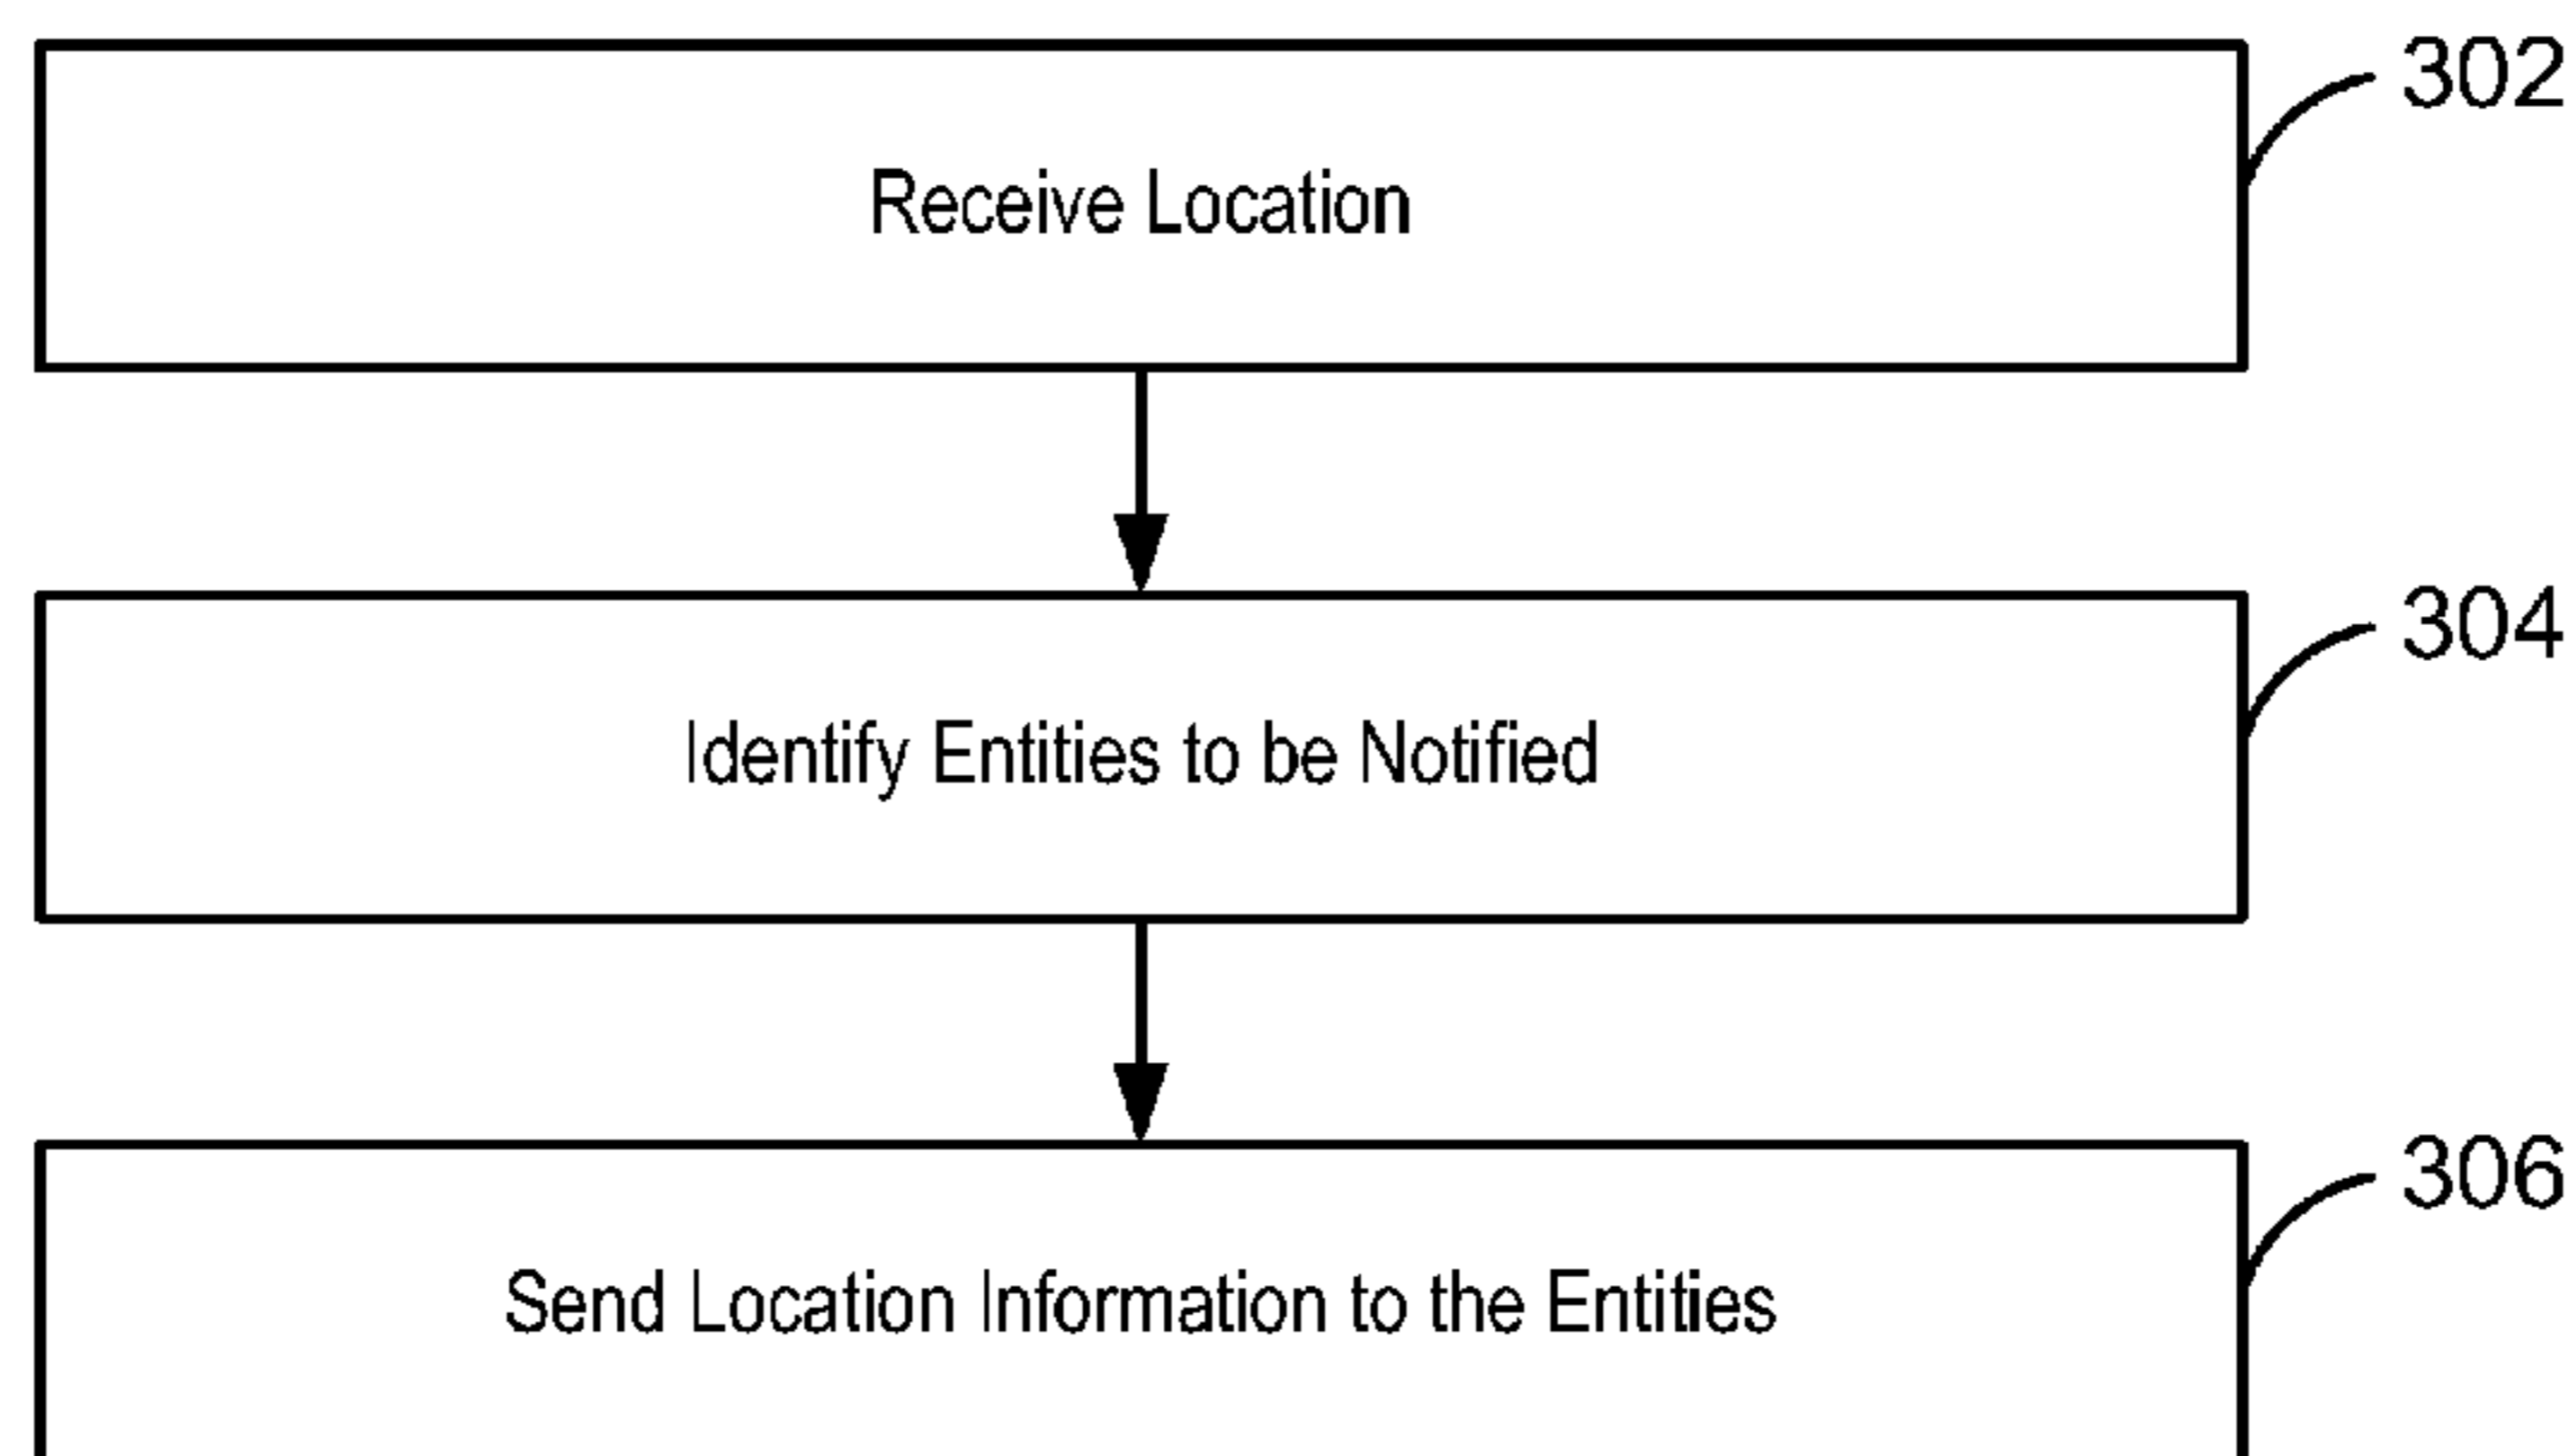 302
Receive Location
304
Identify Entities to be Notified
306
Send Location Information to the Entities